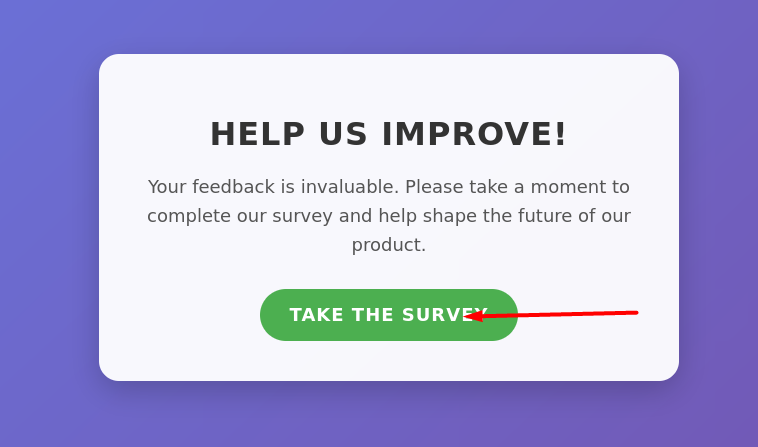 HELP US IMPROVE!
Your feedback is invaluable. Please take a moment to
complete our survey and help shape the future of our
product.
TAKE THE SURVEY